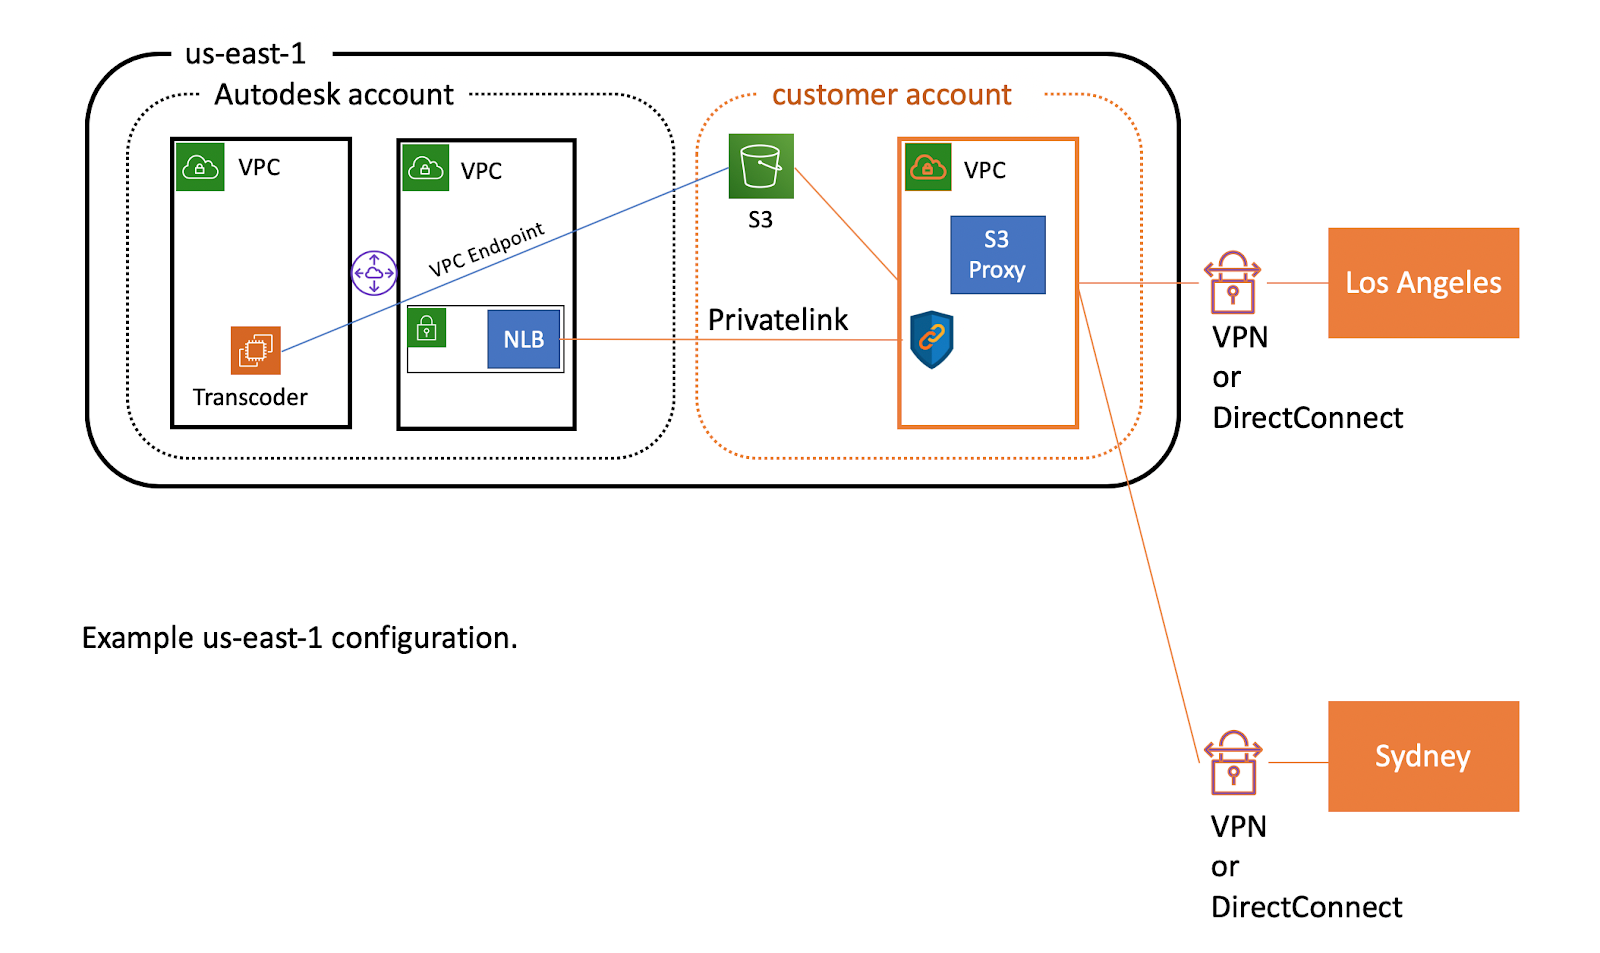 us-east-1
Autodesk account
customer account
VPC
VPC
VPC
S3
S3
Proxy
VPC Endpoint
NLB
Privatelink
Transcoder
Los Angeles
VPN
or
DirectConnect
Example us-east-1 configuration.
Sydney
VPN
or
DirectConnect